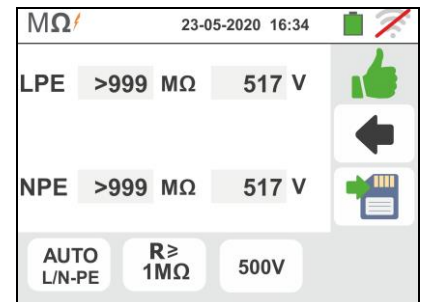 MΩ 23-05-2020 16:34
LPE >999 MΩ 517 V
NPE >999 MΩ 517 V
AUTO L/N-PE
R≥ 1MΩ
500V